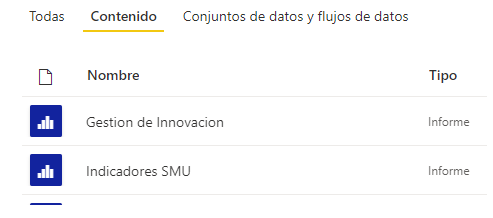 Todas Contenido Conjuntos de datos y flujos de datos
Nombre Tipo
Gestion de Innovacion Informe
Indicadores SMU Informe